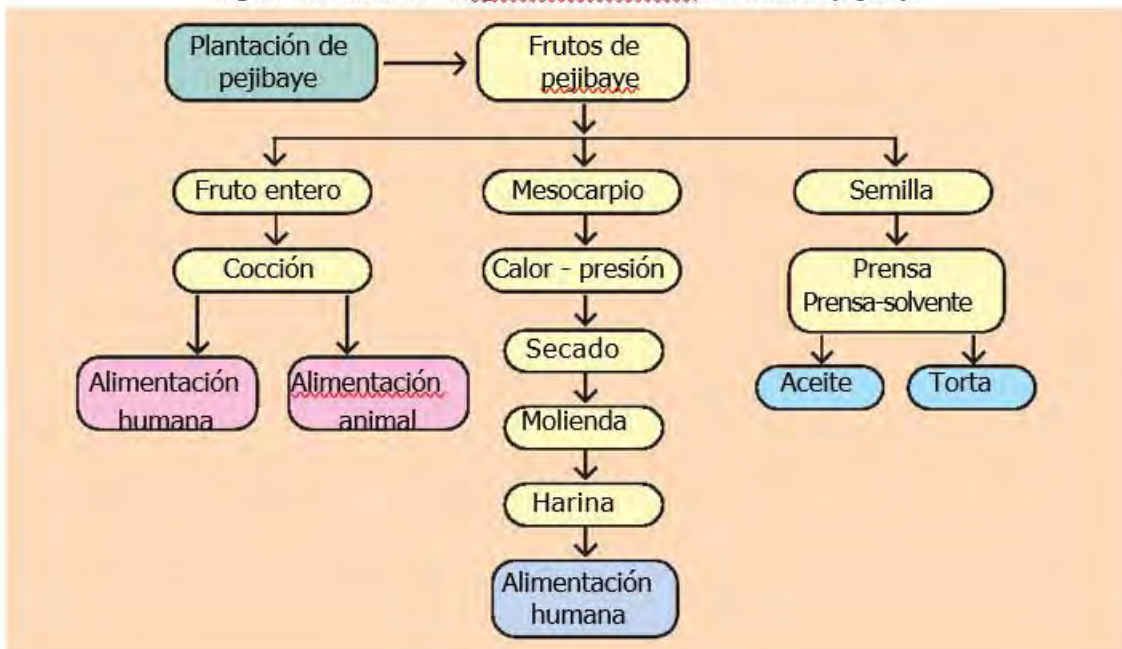 Plantación de
pejibaye
Frutos de
pejibaye
Fruto entero
Mesocarpio
Semilla
Cocción
Calor - presión
Prensa
Prensa-solvente
Secado
Alimentación
humana
Alimentación
animal
Aceite
Torta
Molienda
Harina
Alimentación
humana